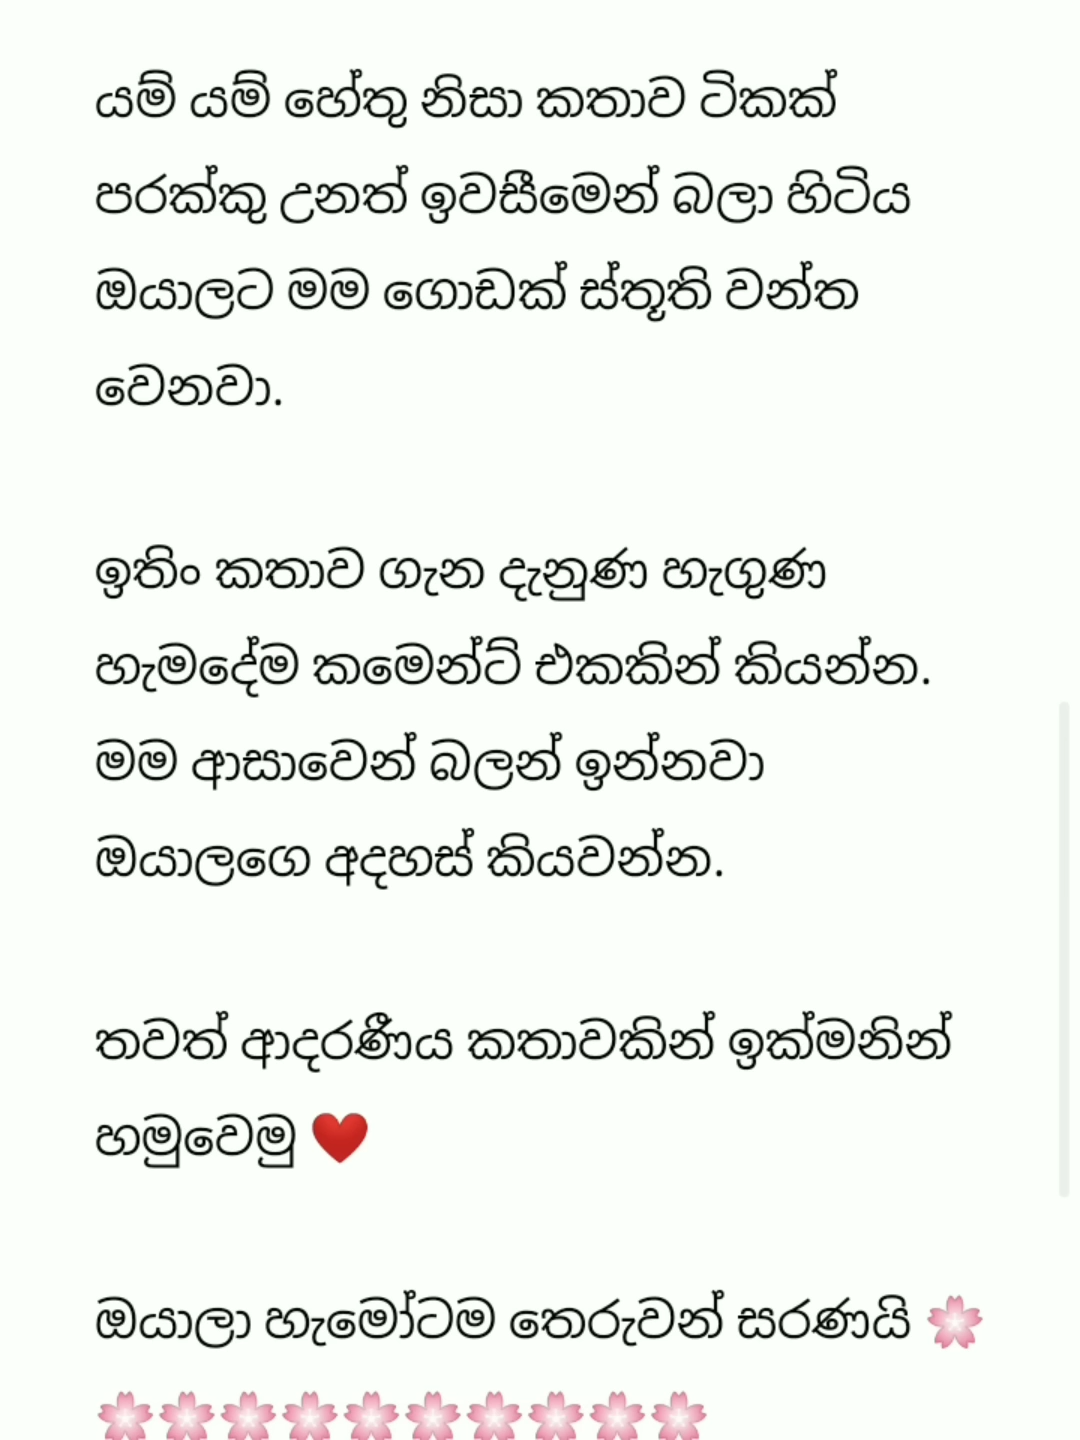 යම් යම් හේතු නිසා කතාව ටිකක්
පරක්කු උනත් ඉවසීමෙන් බලා හිටිය
ඔයාලට මම ගොඩක් ස්තූති වන්ත
වෙනවා.
ඉතිං කතාව ගැන දැනුණ හැගුණ
හැමදේම කමෙන්ට් එකකින් කියන්න.
මම ආසාවෙන් බලන් ඉන්නවා
ඔයාලගෙ අදහස් කියවන්න.
තවත් ආදරණීය කතාවකින් ඉක්මනින්
හමුවෙමු ❤️
ඔයාලා හැමෝටම තෙරුවන් සරණයි 🌸
🌸🌸🌸🌸🌸🌸🌸🌸🌸🌸